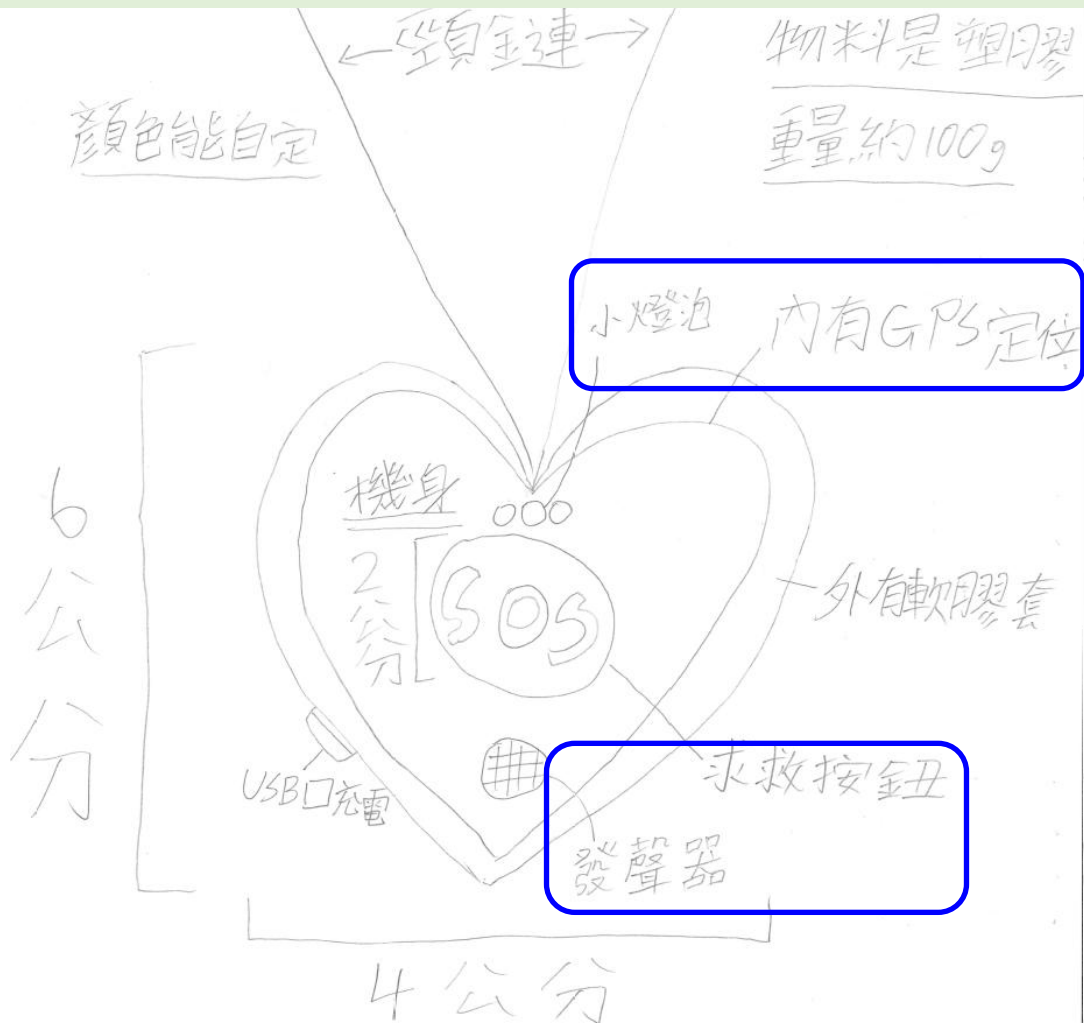 頸金連
物料是塑膠
顏色能自定
重量約100g
小燈泡
內有GPS定位
機身
2公分
SOS
6公分
外有軟膠套
USB口充電
求救按鈕
發聲器
4公分